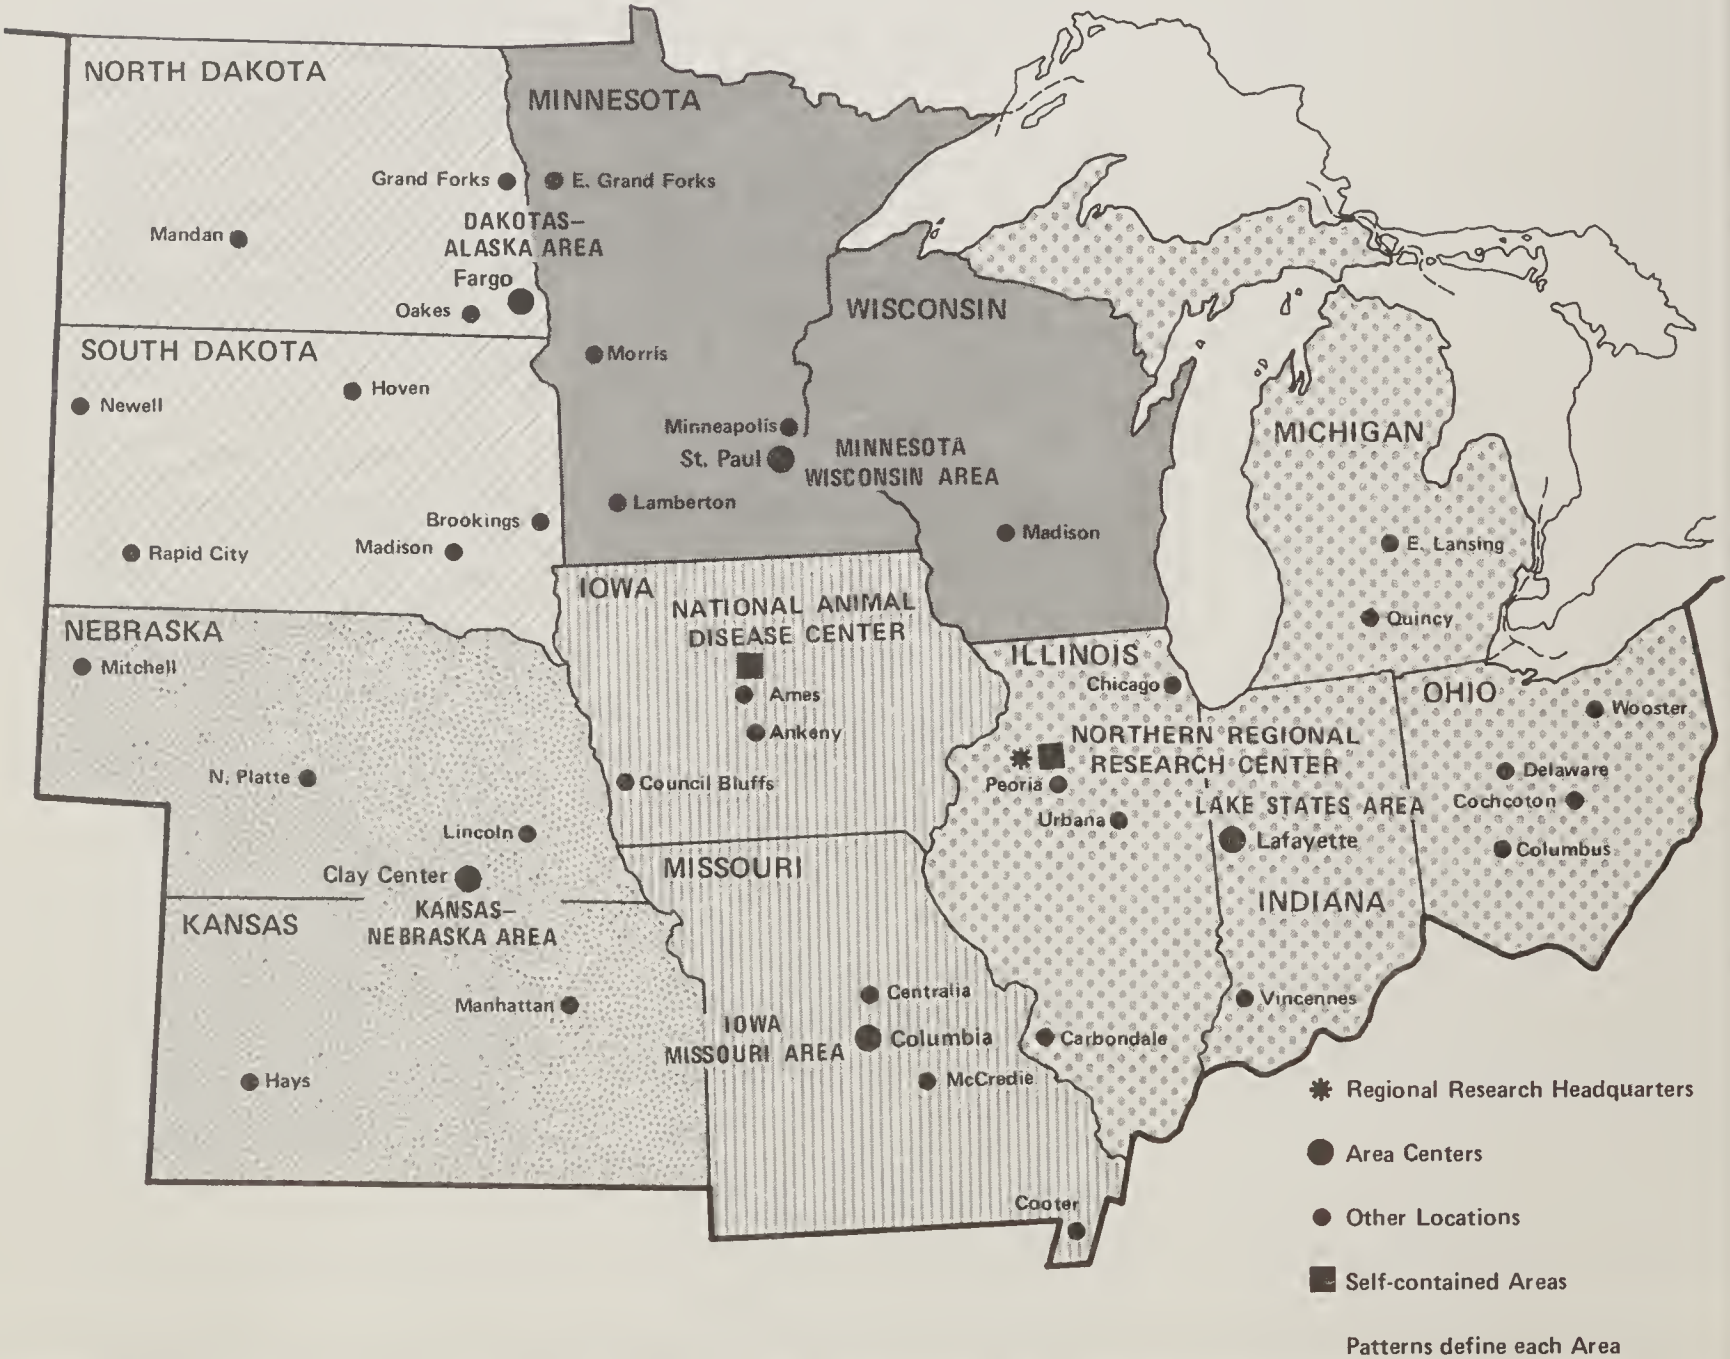 NORTH DAKOTA
MINNESOTA
Grand Forks
E. Grand Forks
DAKOTAS–
ALASKA AREA
Mandan
Fargo
Oakes
WISCONSIN
SOUTH DAKOTA
Morris
Hoven
Newell
Minneapolis
St. Paul
MINNESOTA
WISCONSIN AREA
MICHIGAN
Lamberton
Brookings
Madison
Rapid City
Madison
E. Lansing
IOWA
NATIONAL ANIMAL
DISEASE CENTER
Quincy
NEBRASKA
Mitchell
ILLINOIS
Chicago
OHIO
Ames
Wooster
Ankeny
NORTHERN REGIONAL
RESEARCH CENTER
N. Platte
Council Bluffs
Peoria
Delaware
LAKE STATES AREA
Cochcoton
Urbana
Lincoln
Lafayette
Columbus
MISSOURI
Clay Center
INDIANA
KANSAS
KANSAS–
NEBRASKA AREA
Centralia
Vincennes
Manhattan
IOWA
MISSOURI AREA
Columbia
Carbondale
Hays
McCredie
Cooter
Regional Research Headquarters
Area Centers
Other Locations
Self-contained Areas
Patterns define each Area